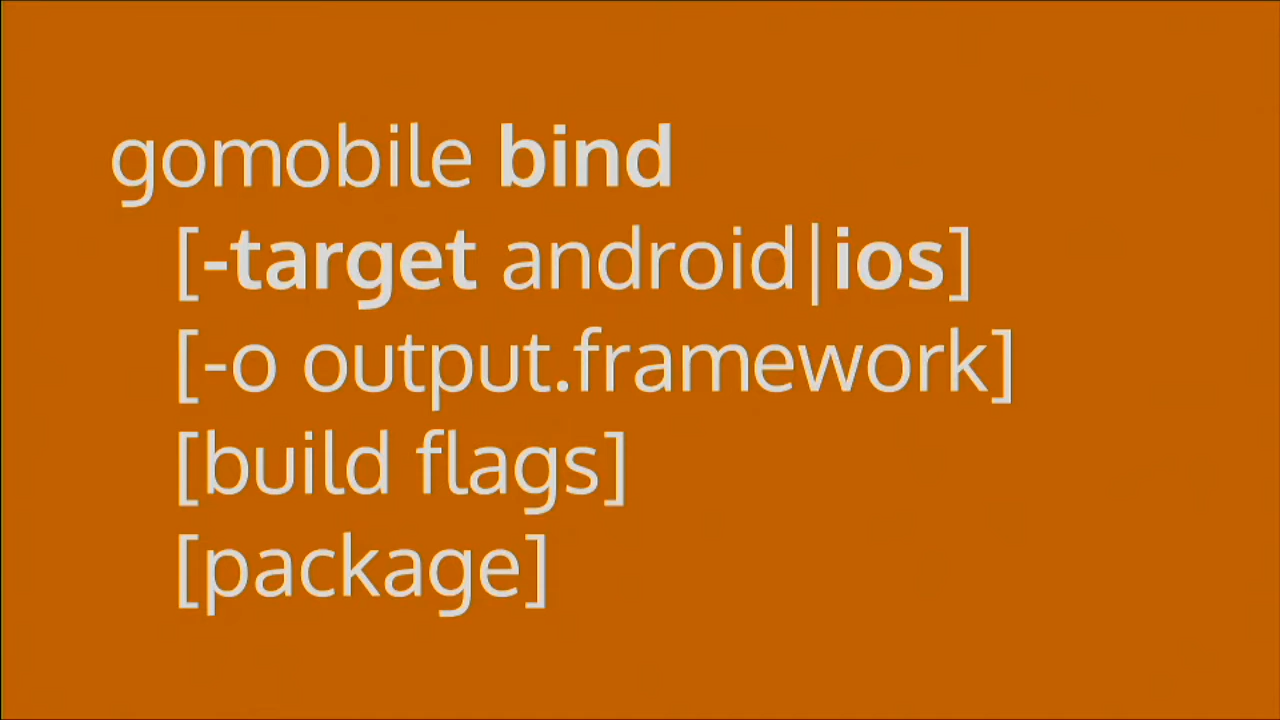 gomobile bind
[-target android|ios]
[-o output.framework]
[build flags]
[package]